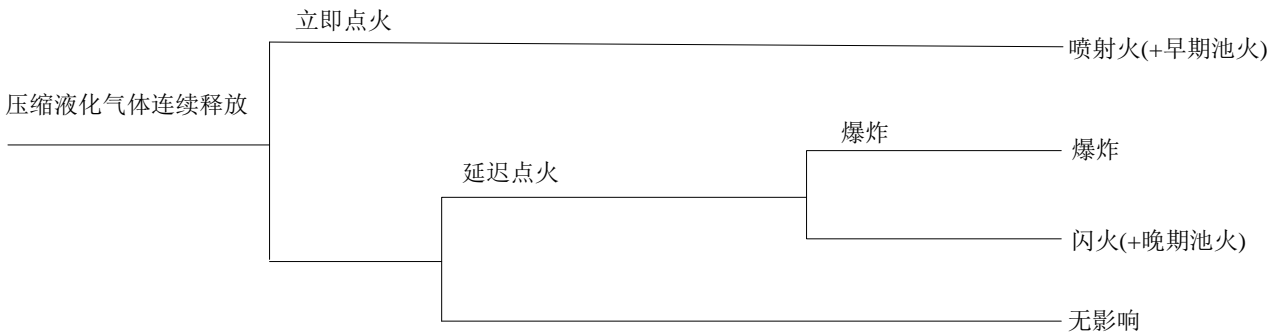 立即点火
喷射火(+早期池火)
压缩液化气体连续释放
爆炸
爆炸
延迟点火
闪火(+晚期池火)
无影响